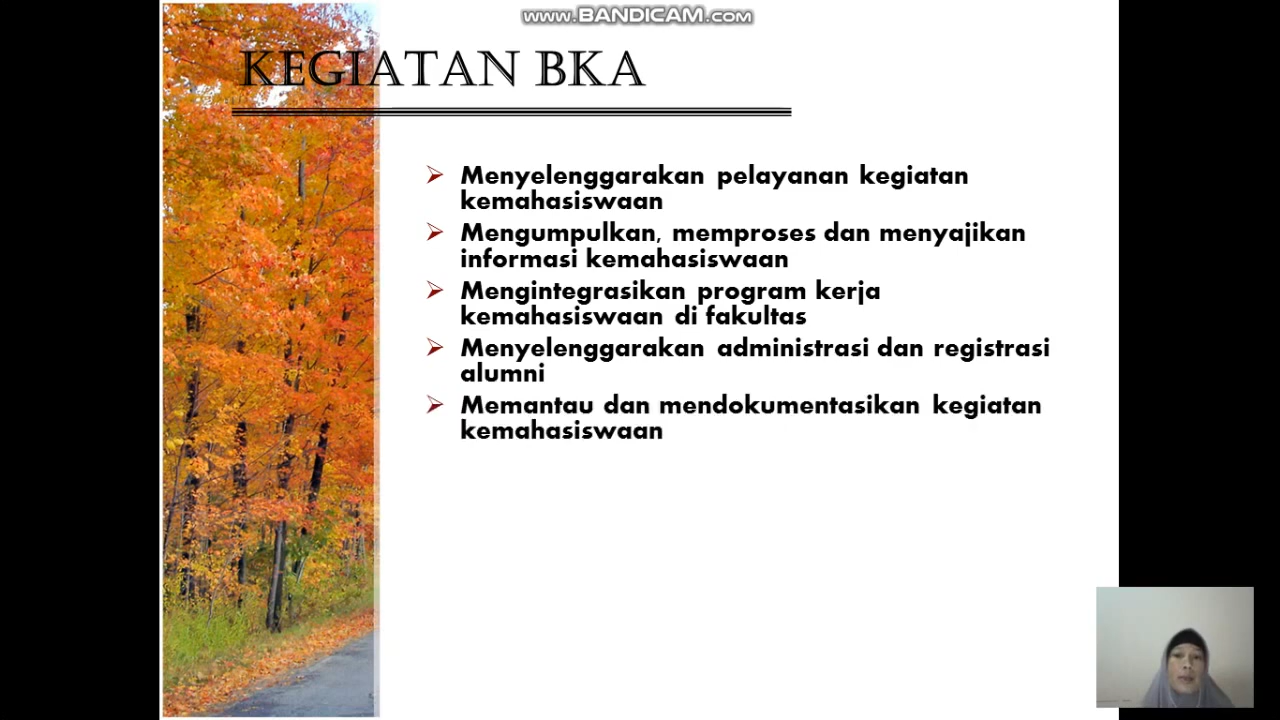 www.BANDICAM.com
KEGIATAN BKA
Menyelenggarakan pelayanan kegiatan
kemahasiswaan
Mengumpulkan, memproses dan menyajikan
informasi kemahasiswaan
Mengintegrasikan program kerja
kemahasiswaan di fakultas
Menyelenggarakan administrasi dan registrasi
alumni
Memantau dan mendokumentasikan kegiatan
kemahasiswaan